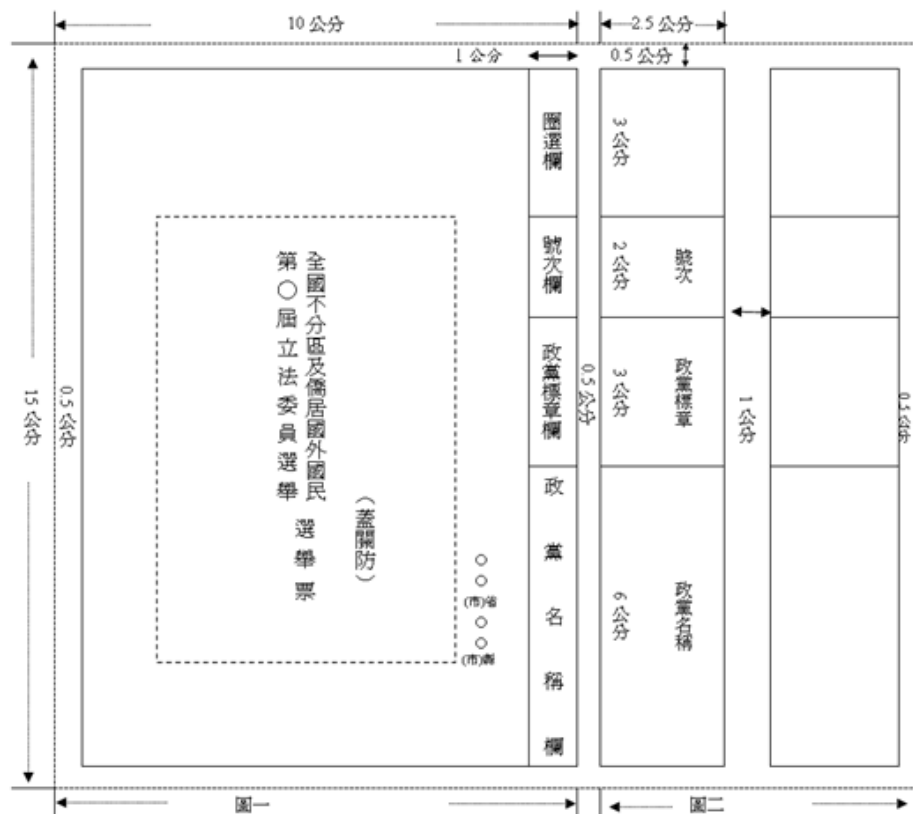 10 公分
2.5 公分
1 公分
0.5 公分
15 公分
0.5 公分
第○屆立法委員選舉
全國不分區及僑居國外國民
選舉票
（蓋關防）
○○(市)省○○(市)縣
圈選欄
號次欄
政黨標章欄
政黨名稱欄
0.5 公分
3 公分
2 公分
號次
3 公分
政黨標章
6 公分
政黨名稱
1 公分
0.5 公分
圖一
圖二